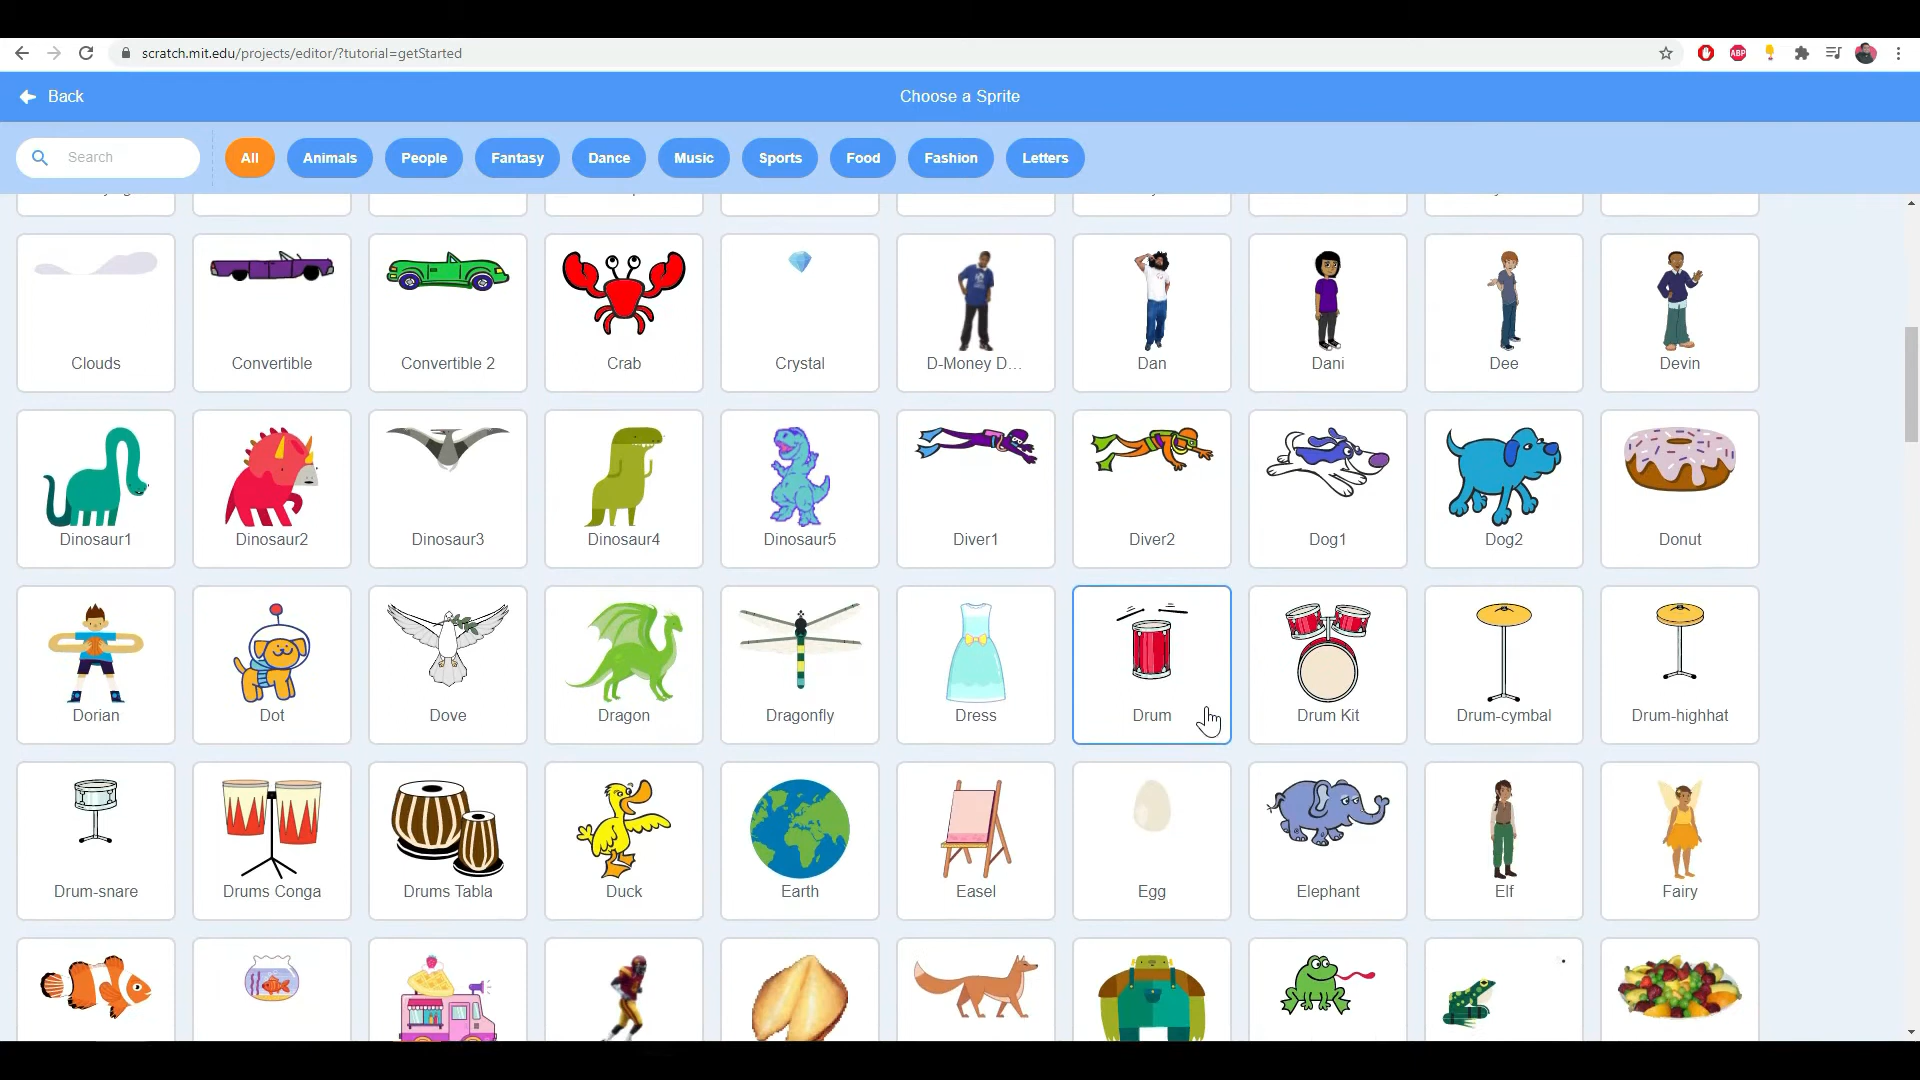 scratch.mit.edu/projects/editor/?tutorial=getStarted
ABP
Back
Choose a Sprite
Search
All
Animals
People
Fantasy
Dance
Music
Sports
Food
Fashion
Letters
Clouds
Convertible
Convertible 2
Crab
Crystal
D-Money D...
Dan
Dani
Dee
Devin
Dinosaur1
Dinosaur2
Dinosaur3
Dinosaur4
Dinosaur5
Diver1
Diver2
Dog1
Dog2
Donut
Dorian
Dot
Dove
Dragon
Dragonfly
Dress
Drum
Drum Kit
Drum-cymbal
Drum-highhat
Drum-snare
Drums Conga
Drums Tabla
Duck
Earth
Easel
Egg
Elephant
Elf
Fairy